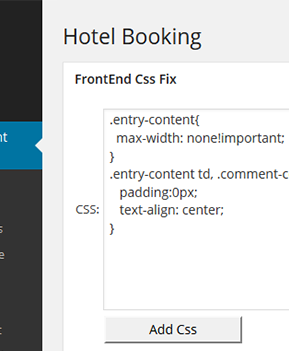 Hotel Booking
FrontEnd Css Fix
.entry-content{
max-width: none!important;
}
.entry-content td, .comment-c
padding:0px;
text-align: center;
}
CSS:
Add Css